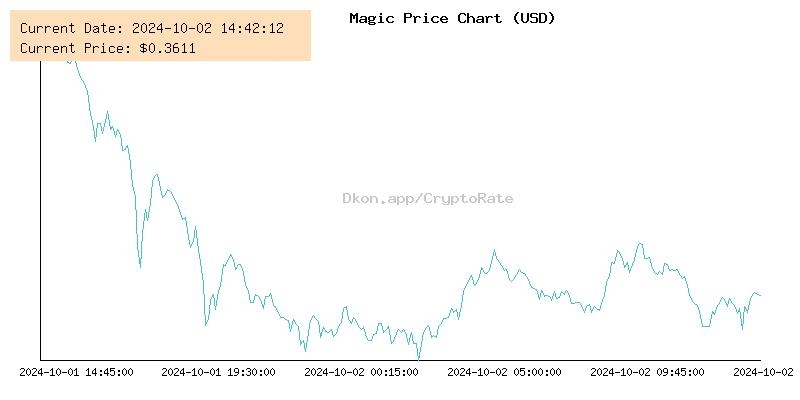 Magic Price Chart (USD)
Current Date: 2024-10-02 14:42:12
Current Price: $0.3611
Dkon.app/CryptoRate
2024-10-01 14:45:00 2024-10-01 19:30:00 2024-10-02 00:15:00 2024-10-02 05:00:00 2024-10-02 09:45:00 2024-10-02